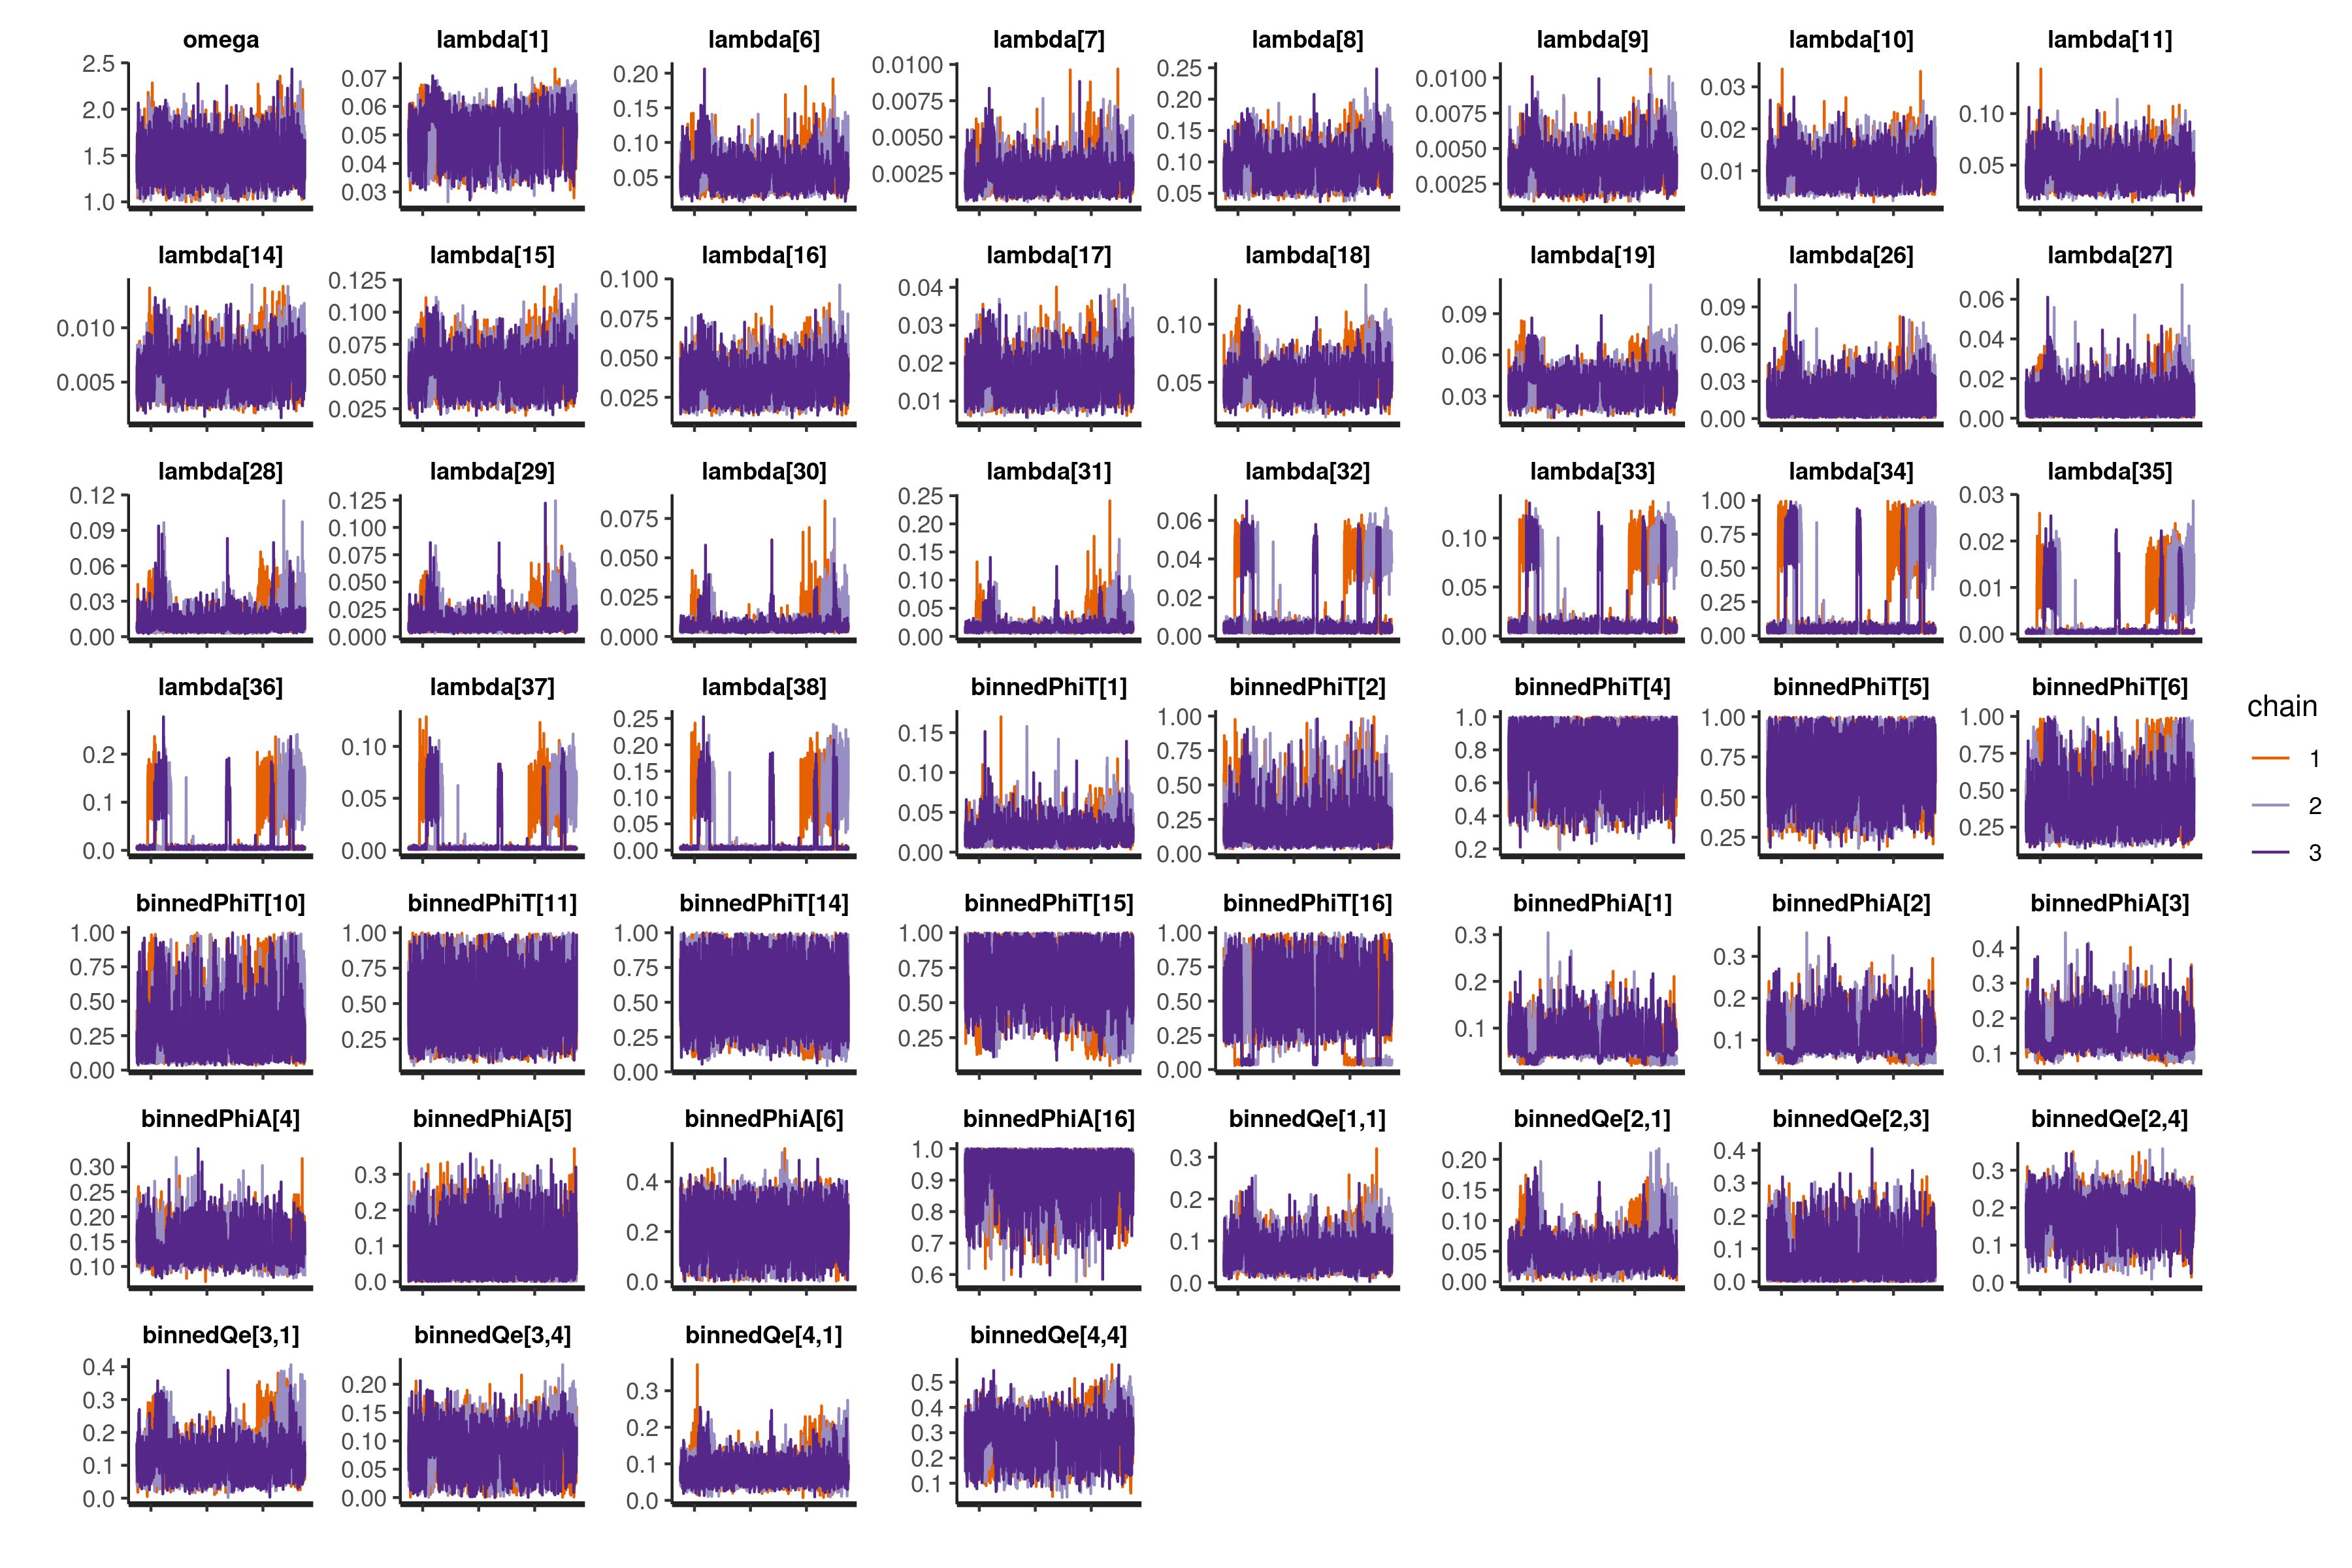 omega lambda[1] lambda[6] lambda[7] lambda[8] lambda[9] lambda[10] lambda[11]
2.5 2.0 1.5 1.0
0.07 0.06 0.05 0.04 0.03
0.20 0.15 0.10 0.05
0.0100 0.0075 0.0050 0.0025
0.25 0.20 0.15 0.10 0.05
0.0100 0.0075 0.0050 0.0025
0.03 0.02 0.01
0.10 0.05
lambda[14] lambda[15] lambda[16] lambda[17] lambda[18] lambda[19] lambda[26] lambda[27]
0.010 0.005
0.125 0.100 0.075 0.050 0.025
0.100 0.075 0.050 0.025
0.04 0.03 0.02 0.01
0.10 0.05
0.09 0.06 0.03
0.09 0.06 0.03 0.00
0.06 0.04 0.02 0.00
lambda[28] lambda[29] lambda[30] lambda[31] lambda[32] lambda[33] lambda[34] lambda[35]
0.12 0.09 0.06 0.03 0.00
0.125 0.100 0.075 0.050 0.025 0.000
0.075 0.050 0.025 0.000
0.25 0.20 0.15 0.10 0.05 0.00
0.06 0.04 0.02 0.00
0.10 0.05 0.00
1.00 0.75 0.50 0.25 0.00
0.03 0.02 0.01 0.00
lambda[36] lambda[37] lambda[38] binnedPhiT[1] binnedPhiT[2] binnedPhiT[4] binnedPhiT[5] binnedPhiT[6]
0.2 0.1 0.0
0.10 0.05 0.00
0.25 0.20 0.15 0.10 0.05 0.00
0.15 0.10 0.05 0.00
1.00 0.75 0.50 0.25 0.00
1.0 0.8 0.6 0.4 0.2
1.00 0.75 0.50 0.25
1.00 0.75 0.50 0.25
chain
1
2
3
binnedPhiT[10] binnedPhiT[11] binnedPhiT[14] binnedPhiT[15] binnedPhiT[16] binnedPhiA[1] binnedPhiA[2] binnedPhiA[3]
1.00 0.75 0.50 0.25 0.00
1.00 0.75 0.50 0.25
1.00 0.75 0.50 0.25 0.00
1.00 0.75 0.50 0.25
1.00 0.75 0.50 0.25 0.00
0.3 0.2 0.1
0.3 0.2 0.1
0.4 0.3 0.2 0.1
binnedPhiA[4] binnedPhiA[5] binnedPhiA[6] binnedPhiA[16] binnedQe[1,1] binnedQe[2,1] binnedQe[2,3] binnedQe[2,4]
0.30 0.25 0.20 0.15 0.10
0.3 0.2 0.1 0.0
0.4 0.2 0.0
1.0 0.9 0.8 0.7 0.6
0.3 0.2 0.1 0.0
0.20 0.15 0.10 0.05 0.00
0.4 0.3 0.2 0.1 0.0
0.3 0.2 0.1 0.0
binnedQe[3,1] binnedQe[3,4] binnedQe[4,1] binnedQe[4,4]
0.4 0.3 0.2 0.1 0.0
0.20 0.15 0.10 0.05 0.00
0.3 0.2 0.1 0.0
0.5 0.4 0.3 0.2 0.1